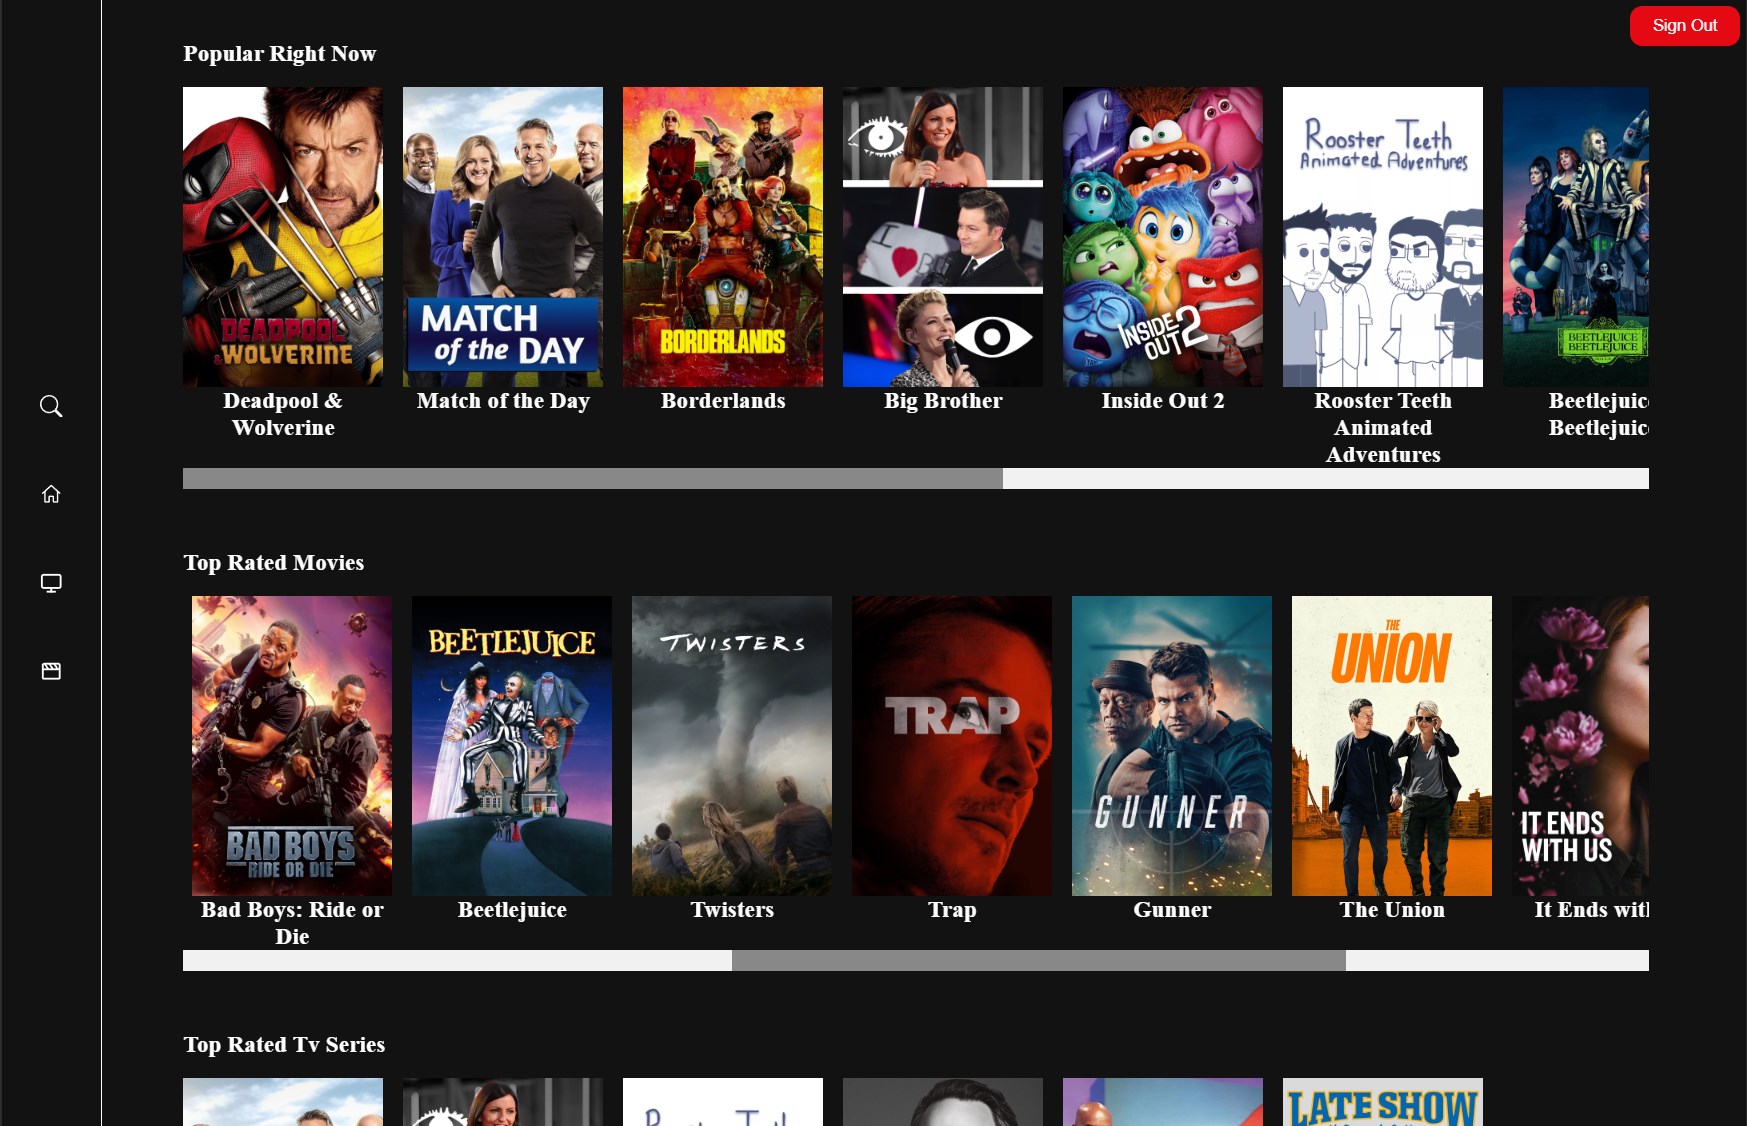 Sign Out
Popular Right Now
DEADPOOL
& WOLVERINE
MATCH
of the DAY
BORDERLANDS
I
INSIDE
OUT 2
Rooster Teeth
Animated Adventures
BEETLEJUICE
BEETLEJUICE
Deadpool &
Wolverine
Match of the Day
Borderlands
Big Brother
Inside Out 2
Rooster Teeth
Animated
Adventures
Beetlejuice
Beetlejuice
Top Rated Movies
BAD BOYS
RIDE OR DIE
BEETLEJUICE
TWISTERS
TRAP
GUNNER
THE
UNION
IT ENDS
WITH US
Bad Boys: Ride or
Die
Beetlejuice
Twisters
Trap
Gunner
The Union
It Ends with
Top Rated Tv Series
LATE SHOW